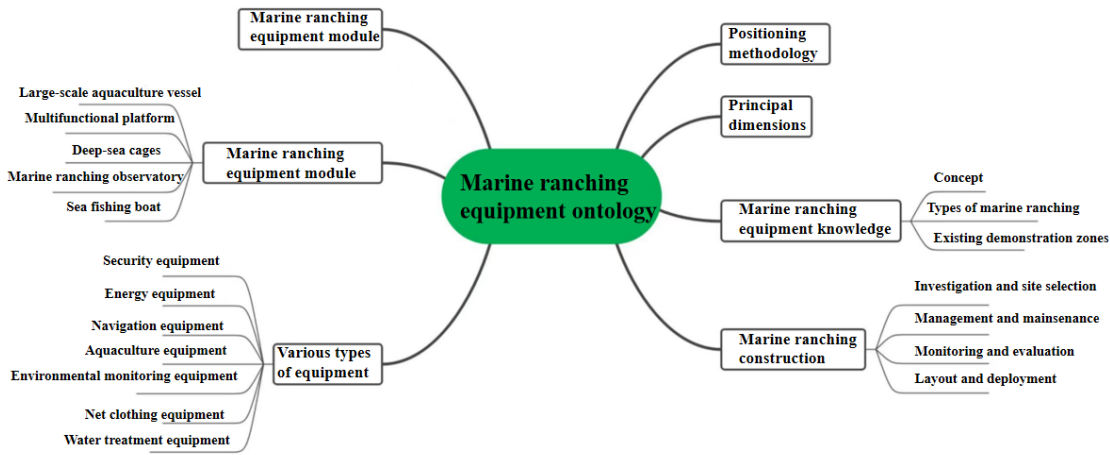 Marine ranching
equipment module
Large-scale aquaculture vessel
Multifunctional platform
Deep-sea cages
Marine ranching observatory
Sea fishing boat
Marine ranching
equipment module
Security equipment
Energy equipment
Navigation equipment
Aquaculture equipment
Environmental monitoring equipment
Net clothing equipment
Water treatment equipment
Various types
of equipment
Marine ranching
equipment ontology
Positioning
methodology
Principal
dimensions
Marine ranching
equipment knowledge
Concept
Types of marine ranching
Existing demonstration zones
Marine ranching
construction
Investigation and site selection
Management and mainsenance
Monitoring and evaluation
Layout and deployment